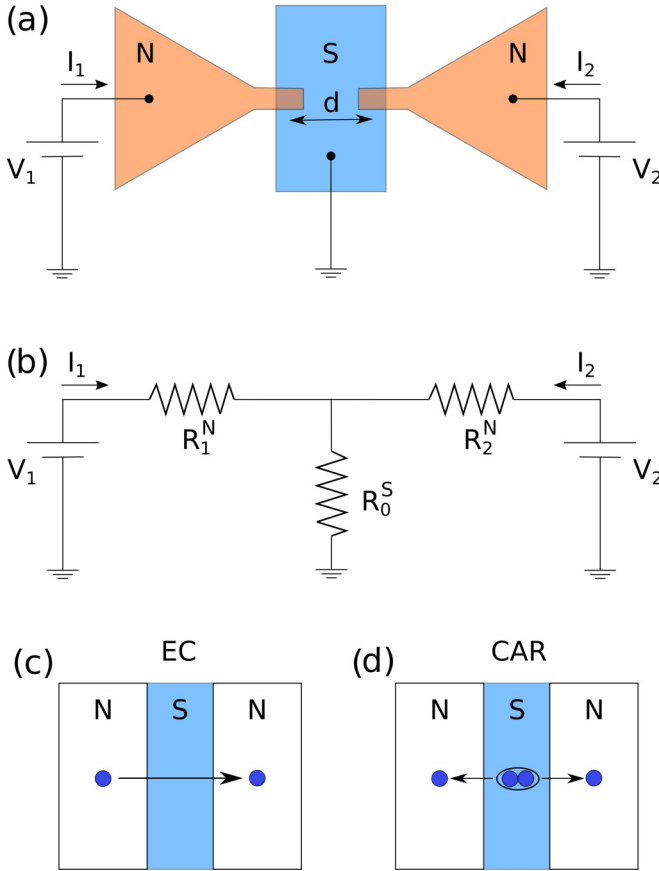 (a)
N S N
I₁ I₂
d
V₁ V₂
(b)
I₁ I₂
R₁ᴺ R₂ᴺ
V₁ V₂
R₀ˢ
EC CAR
(c) (d)
N S N N S N